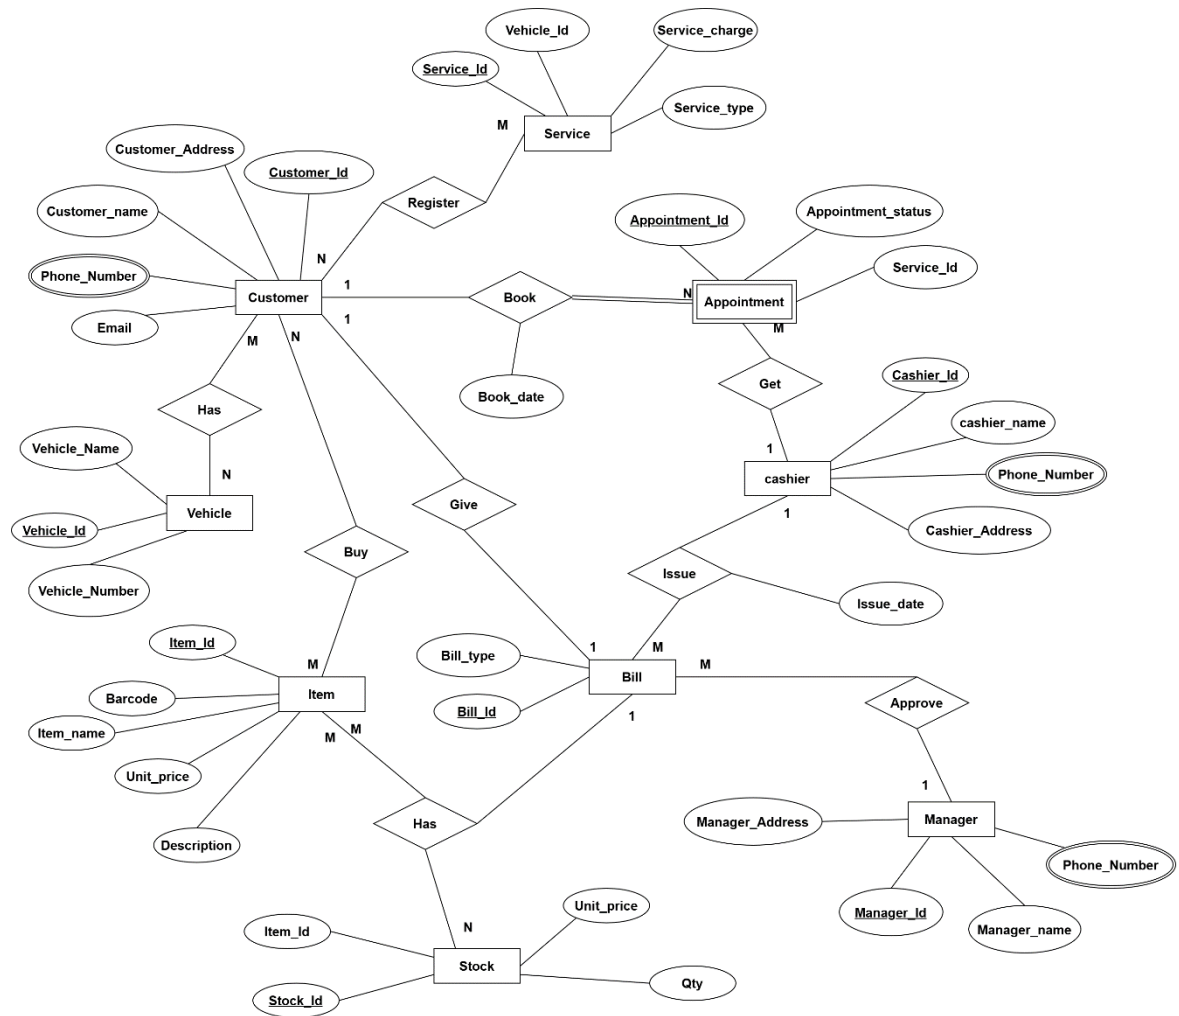 Vehicle_Id
Service_charge
Service_Id
Service_type
M
Service
Customer_Address
Customer_Id
Register
Customer_name
Appointment_Id
Appointment_status
Phone_Number
N
Service_Id
Customer
1
Book
N
Appointment
Email
1
M
M
N
Book_date
Get
Cashier_Id
Has
cashier_name
Vehicle_Name
1
N
cashier
Phone_Number
Vehicle_Id
Vehicle
Give
1
Cashier_Address
Buy
Vehicle_Number
Issue
Issue_date
Item_Id
Bill_type
1
M
M
M
Bill
Barcode
Item
Bill_Id
1
Approve
Item_name
M
M
Unit_price
1
Has
Manager_Address
Manager
Description
Phone_Number
Unit_price
Manager_Id
Item_Id
N
Manager_name
Stock
Qty
Stock_Id